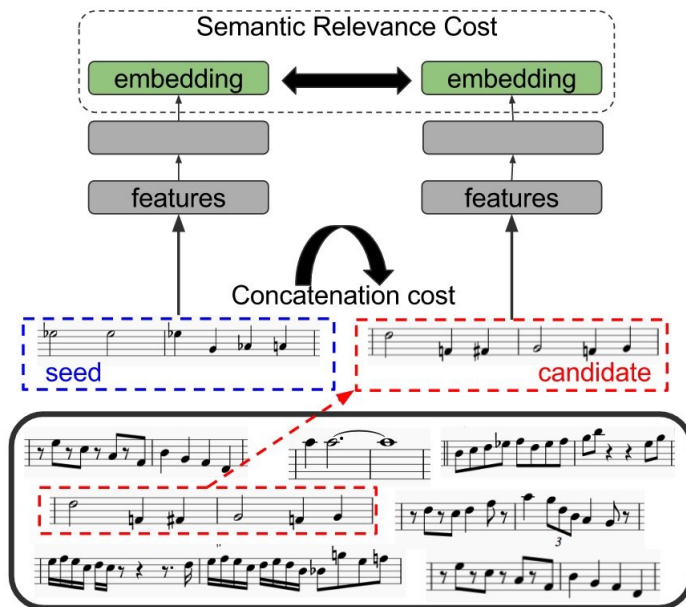 Semantic Relevance Cost
embedding
embedding
features
features
Concatenation cost
seed
candidate
3